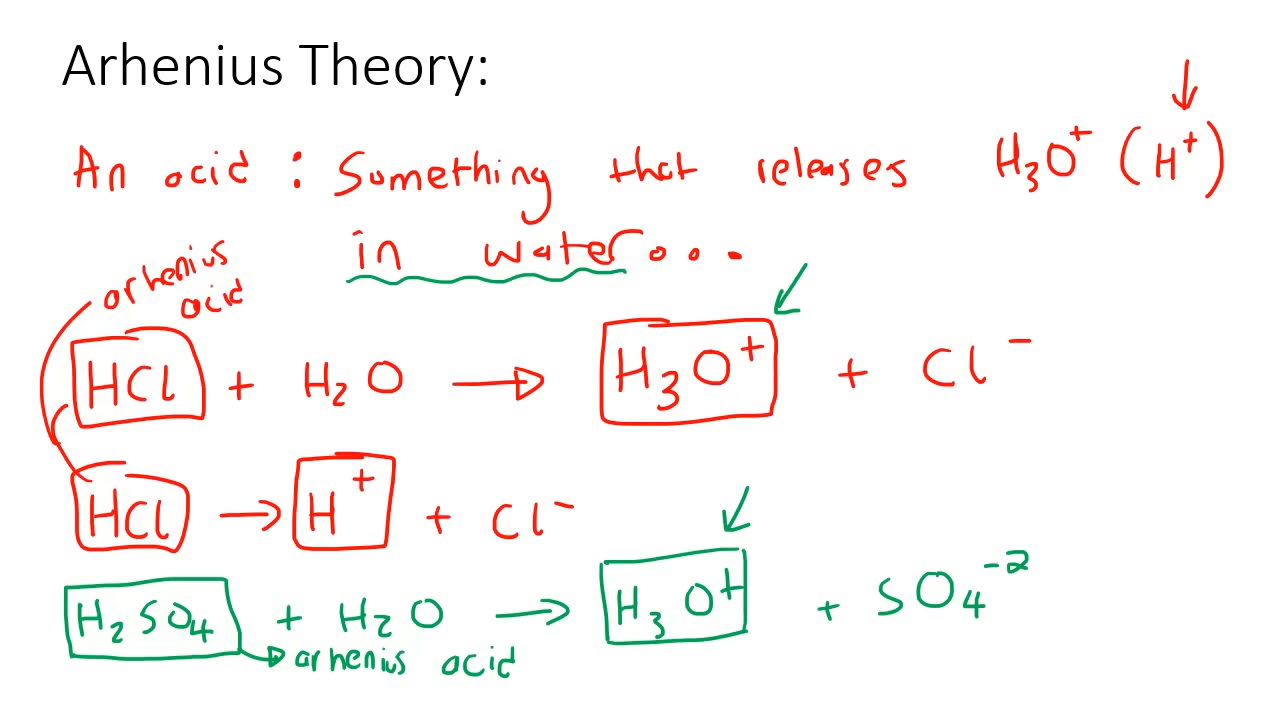 Arhenius Theory:
An acid : Something that releases H₃O⁺ (H⁺)
in water...
arhenius
acid
HCl + H₂O → H₃O⁺ + Cl⁻
HCl → H⁺ + Cl⁻
H₂SO₄ + H₂O → H₃O⁺ + SO₄⁻²
arhenius acid